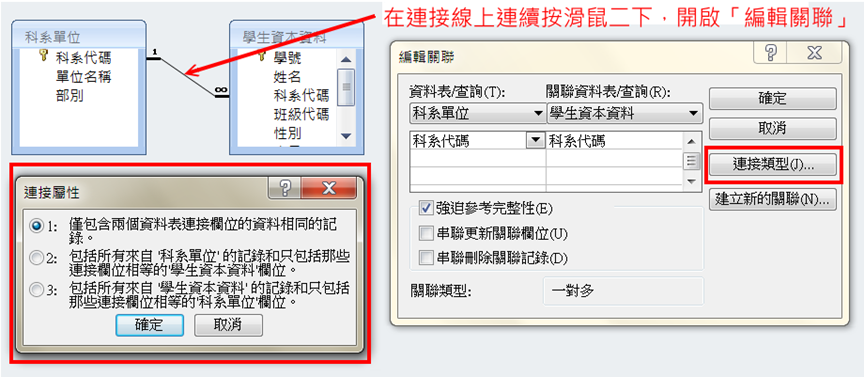 在連接線上連續按滑鼠二下，開啟「編輯關聯」
科系單位
科系代碼
單位名稱
部別
1
∞
學生資本資料
學號
姓名
科系代碼
班級代碼
性別
編輯關聯
資料表/查詢(T):
關聯資料表/查詢(R):
科系單位
學生資本資料
科系代碼
科系代碼
強迫參考完整性(E)
串聯更新關聯欄位(U)
串聯刪除關聯記錄(D)
關聯類型:
一對多
確定
取消
連接類型(J)...
建立新的關聯(N)...
連接屬性
1: 僅包含兩個資料表連接欄位的資料相同的記
錄。
2: 包括所有來自 '科系單位' 的記錄和只包括那些
連接欄位相等的'學生資本資料'欄位。
3: 包括所有來自 '學生資本資料' 的記錄和只包括
那些連接欄位相等的'科系單位'欄位。
確定
取消